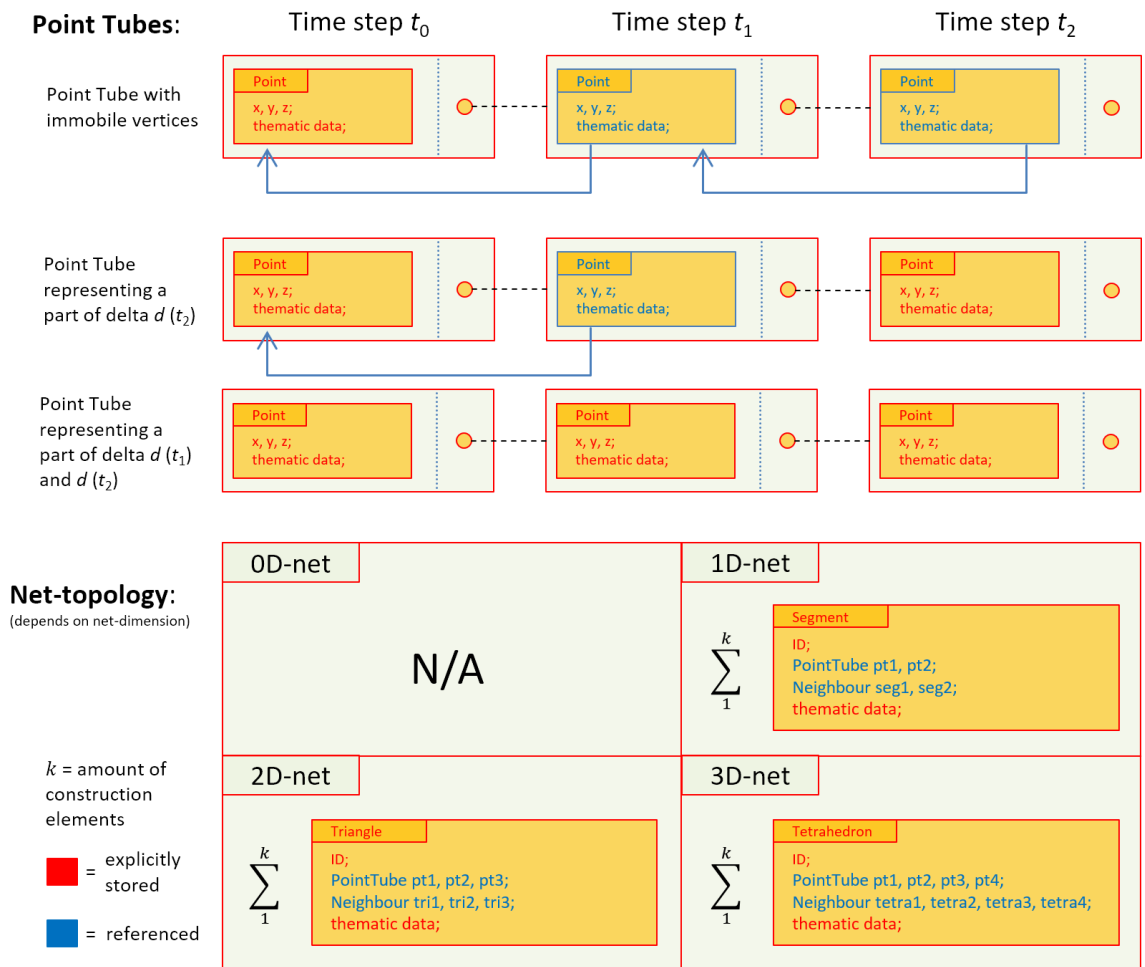 Point Tubes: Time step t₀ Time step t₁ Time step t₂
Point Tube with
immobile vertices
Point
x, y, z;
thematic data;
Point
x, y, z;
thematic data;
Point
x, y, z;
thematic data;
Point Tube
representing a
part of delta d (t₂)
Point
x, y, z;
thematic data;
Point
x, y, z;
thematic data;
Point
x, y, z;
thematic data;
Point Tube
representing a
part of delta d (t₁)
and d (t₂)
Point
x, y, z;
thematic data;
Point
x, y, z;
thematic data;
Point
x, y, z;
thematic data;
Net-topology:
(depends on net-dimension)
0D-net
N/A
1D-net
k
∑
1
Segment
ID;
PointTube pt1, pt2;
Neighbour seg1, seg2;
thematic data;
2D-net
k
∑
1
Triangle
ID;
PointTube pt1, pt2, pt3;
Neighbour tri1, tri2, tri3;
thematic data;
3D-net
k
∑
1
Tetrahedron
ID;
PointTube pt1, pt2, pt3, pt4;
Neighbour tetra1, tetra2, tetra3, tetra4;
thematic data;
k = amount of
construction
elements
= explicitly
stored
= referenced